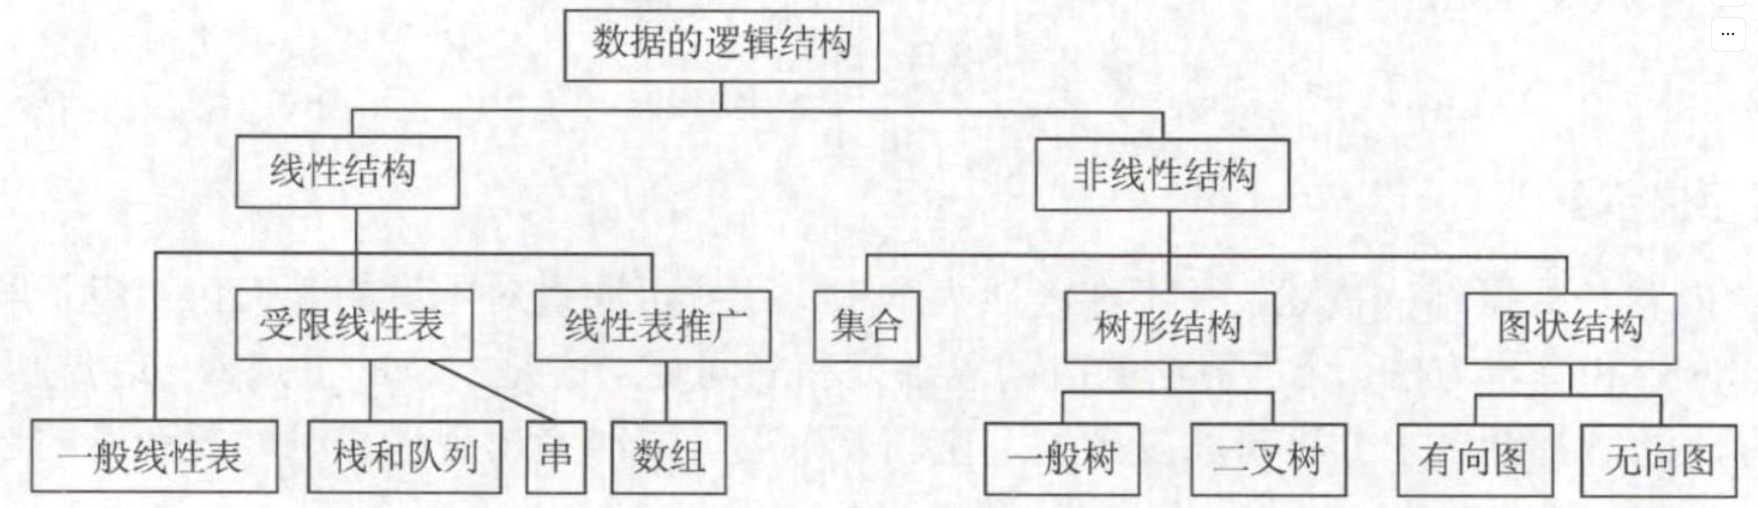 数据的逻辑结构
线性结构
非线性结构
受限线性表
线性表推广
集合
树形结构
图状结构
一般线性表
栈和队列
串
数组
一般树
二叉树
有向图
无向图